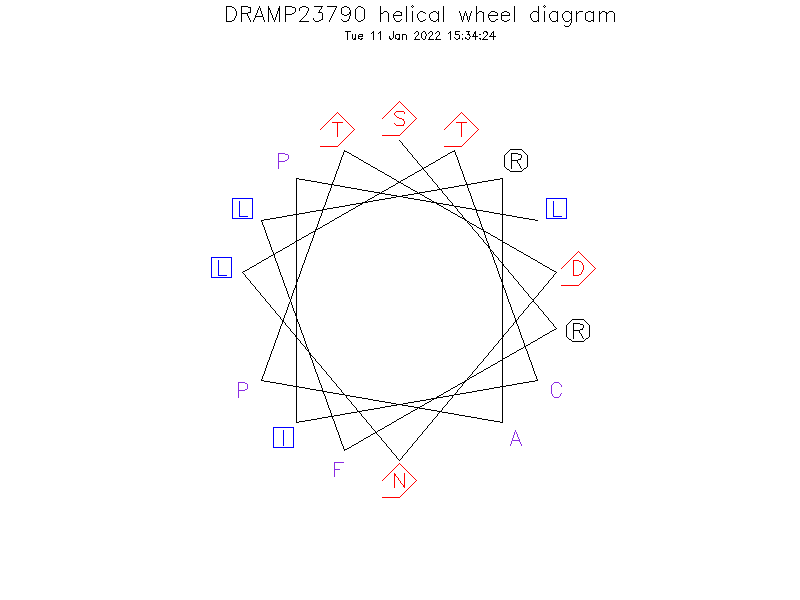 DRAMP23790 helical wheel diagram
Tue 11 Jan 2022 15:34:24
T S T
P R
L L
L D
R
P C
I A
F N